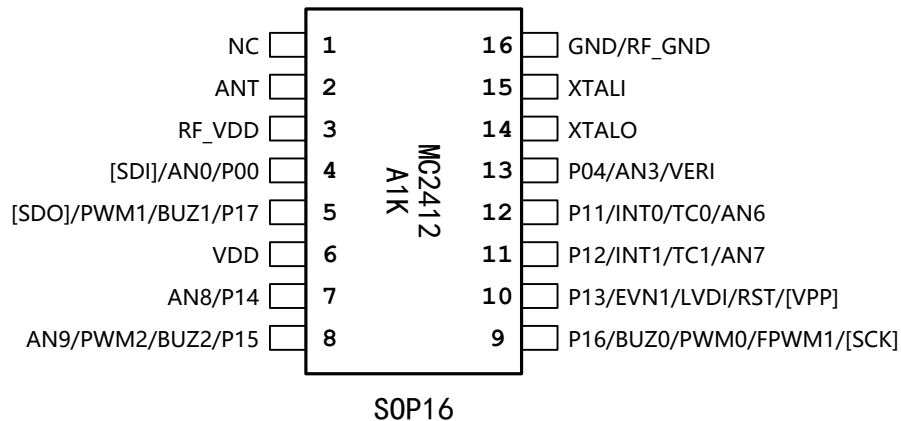 NC 1 16 GND/RF_GND
ANT 2 15 XTALI
RF_VDD 3 14 XTALO
[SDI]/AN0/P00 4 13 P04/AN3/VERI
[SDO]/PWM1/BUZ1/P17 5 12 P11/INT0/TC0/AN6
VDD 6 11 P12/INT1/TC1/AN7
AN8/P14 7 10 P13/EVN1/LVDI/RST/[VPP]
AN9/PWM2/BUZ2/P15 8 9 P16/BUZ0/PWM0/FPWM1/[SCK]
MC2412
A1K
SOP16